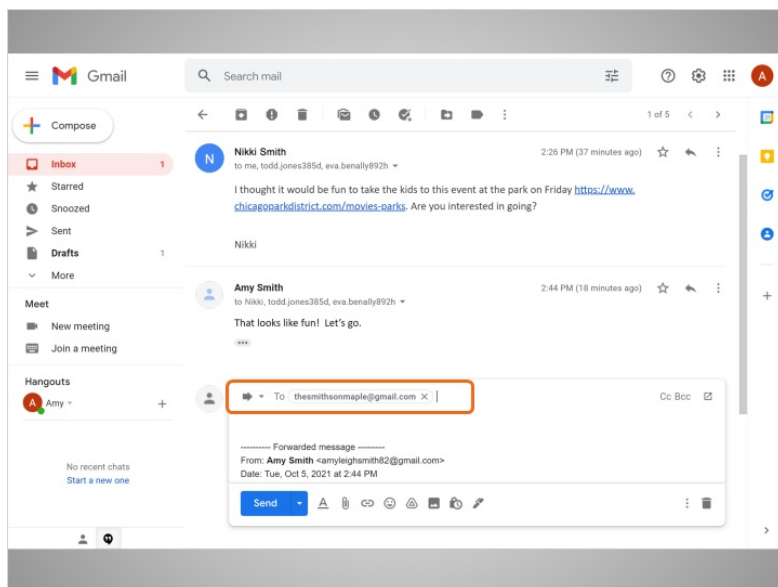 Gmail
Search mail
A
Compose
1 of 5
Inbox 1
Starred
Snoozed
Sent
Drafts 1
More
Meet
New meeting
Join a meeting
Hangouts
A Amy
No recent chats
Start a new one
N
Nikki Smith 2:26 PM (37 minutes ago)
to me, todd.jones385d, eva.benally892h
I thought it would be fun to take the kids to this event at the park on Friday https://www.
chicagoparkdistrict.com/movies-parks. Are you interested in going?
Nikki
Amy Smith 2:44 PM (18 minutes ago)
to Nikki, todd.jones385d, eva.benally892h
That looks like fun! Let's go.
To thesmithsonmaple@gmail.com Cc Bcc
---------- Forwarded message ---------
From: Amy Smith <amyleighsmith82@gmail.com>
Date: Tue, Oct 5, 2021 at 2:44 PM
Send